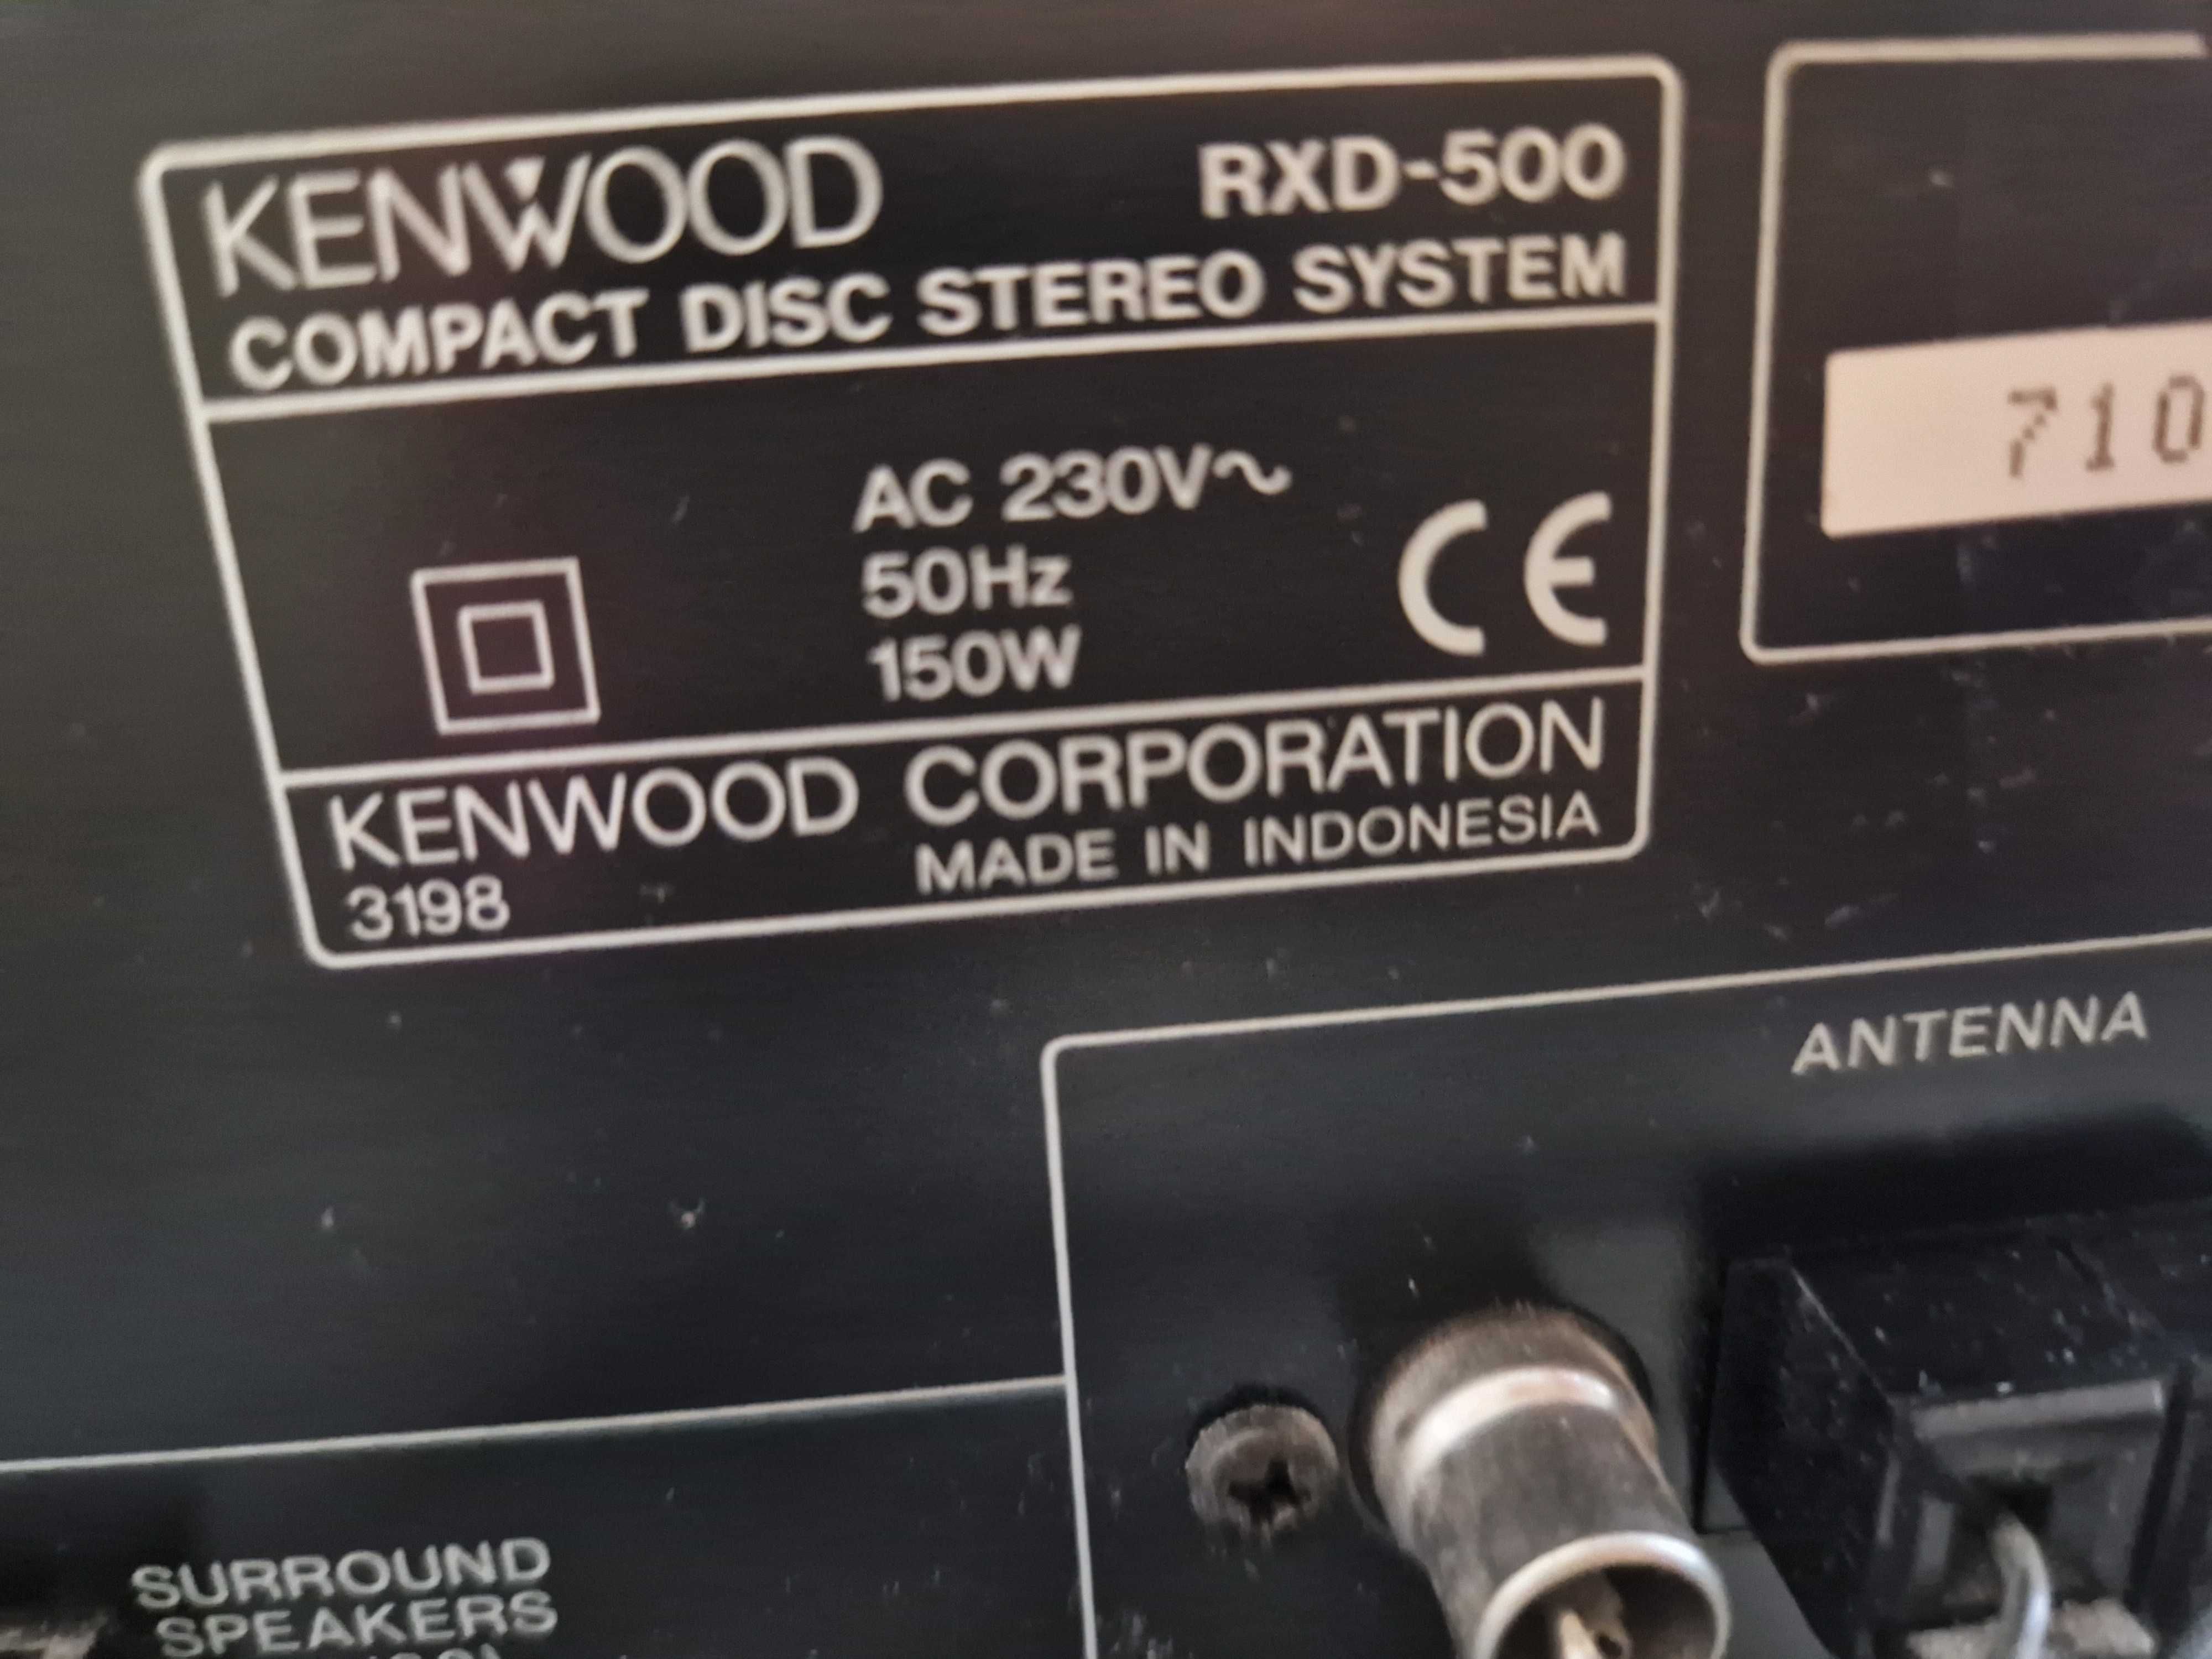 KENWOOD RXD-500
COMPACT DISC STEREO SYSTEM
AC 230V~
50Hz
150W
CE
KENWOOD CORPORATION
3198 MADE IN INDONESIA
710
ANTENNA
SURROUND
SPEAKERS